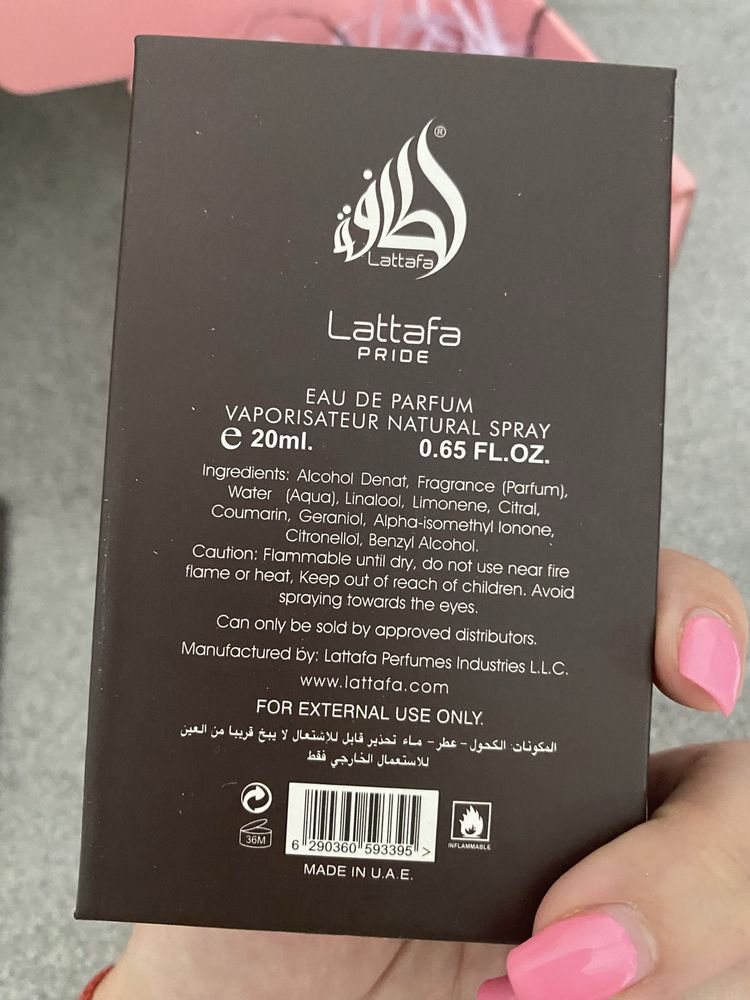 لطافة ®
Lattafa
Lattafa
PRIDE
EAU DE PARFUM
VAPORISATEUR NATURAL SPRAY
℮ 20ml. 0.65 FL.OZ.
Ingredients: Alcohol Denat, Fragrance (Parfum),
Water (Aqua), Linalool, Limonene, Citral,
Coumarin, Geraniol, Alpha-isomethyl Ionone,
Citronellol, Benzyl Alcohol.
Caution: Flammable until dry, do not use near fire
flame or heat, Keep out of reach of children. Avoid
spraying towards the eyes.
Can only be sold by approved distributors.
Manufactured by: Lattafa Perfumes Industries L.L.C.
www.lattafa.com
FOR EXTERNAL USE ONLY.
المكونات: الكحول - عطر - ماء تحذير قابل للإشتعال لا يبخ قريبا من العين
للاستعمال الخارجي فقط
36M
6 290360 593395 >
INFLAMMABLE
MADE IN U.A.E.